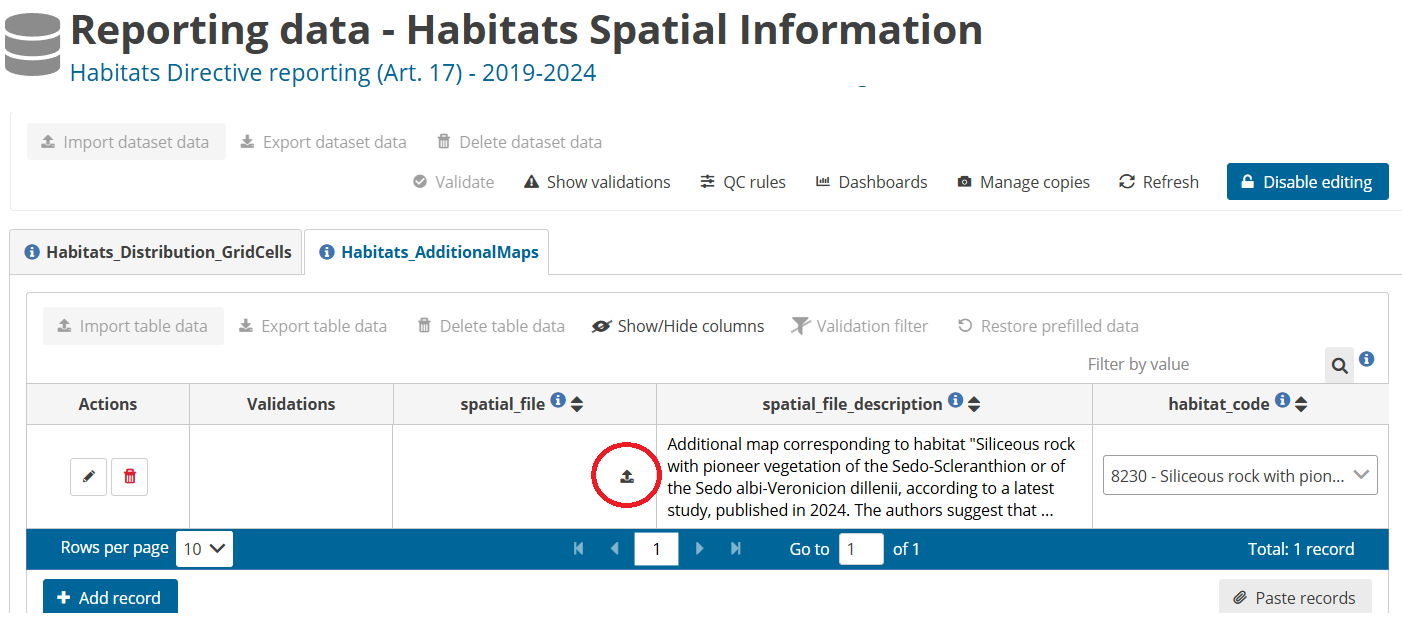 Reporting data - Habitats Spatial Information
Habitats Directive reporting (Art. 17) - 2019-2024
Import dataset data Export dataset data Delete dataset data
Validate Show validations QC rules Dashboards Manage copies Refresh Disable editing
Habitats_Distribution_GridCells Habitats_AdditionalMaps
Import table data Export table data Delete table data Show/Hide columns Validation filter Restore prefilled data
Filter by value
Actions Validations spatial_file spatial_file_description habitat_code
Additional map corresponding to habitat "Siliceous rock
with pioneer vegetation of the Sedo-Scleranthion or of
the Sedo albi-Veronicion dillenii, according to a latest
study, published in 2024. The authors suggest that ...
8230 - Siliceous rock with pion...
Rows per page 10 1 Go to 1 of 1 Total: 1 record
Add record Paste records